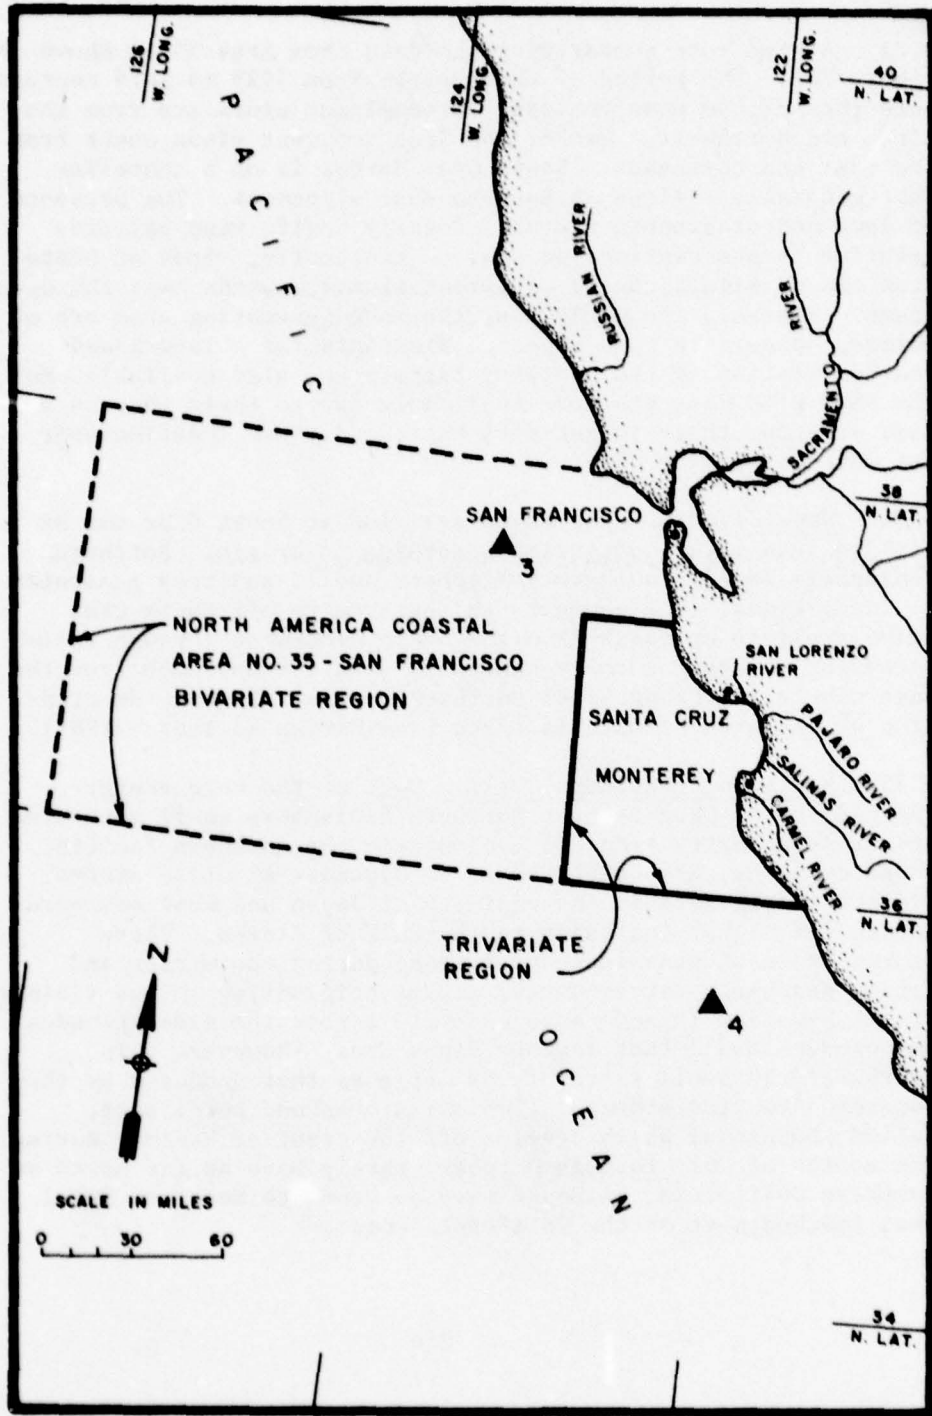 126
W. LONG.
124
W. LONG.
122
W. LONG.
40
N. LAT.
PACIFIC
RUSSIAN RIVER
RIVER
SACRAMENTO
38
N. LAT.
SAN FRANCISCO
3
NORTH AMERICA COASTAL
AREA NO. 35 - SAN FRANCISCO
BIVARIATE REGION
SAN LORENZO
RIVER
SANTA CRUZ
MONTEREY
PAJARO RIVER
SALINAS RIVER
CARMEL RIVER
36
N. LAT.
TRIVARIATE
REGION
4
OCEAN
N
SCALE IN MILES
0 30 60
34
N. LAT.